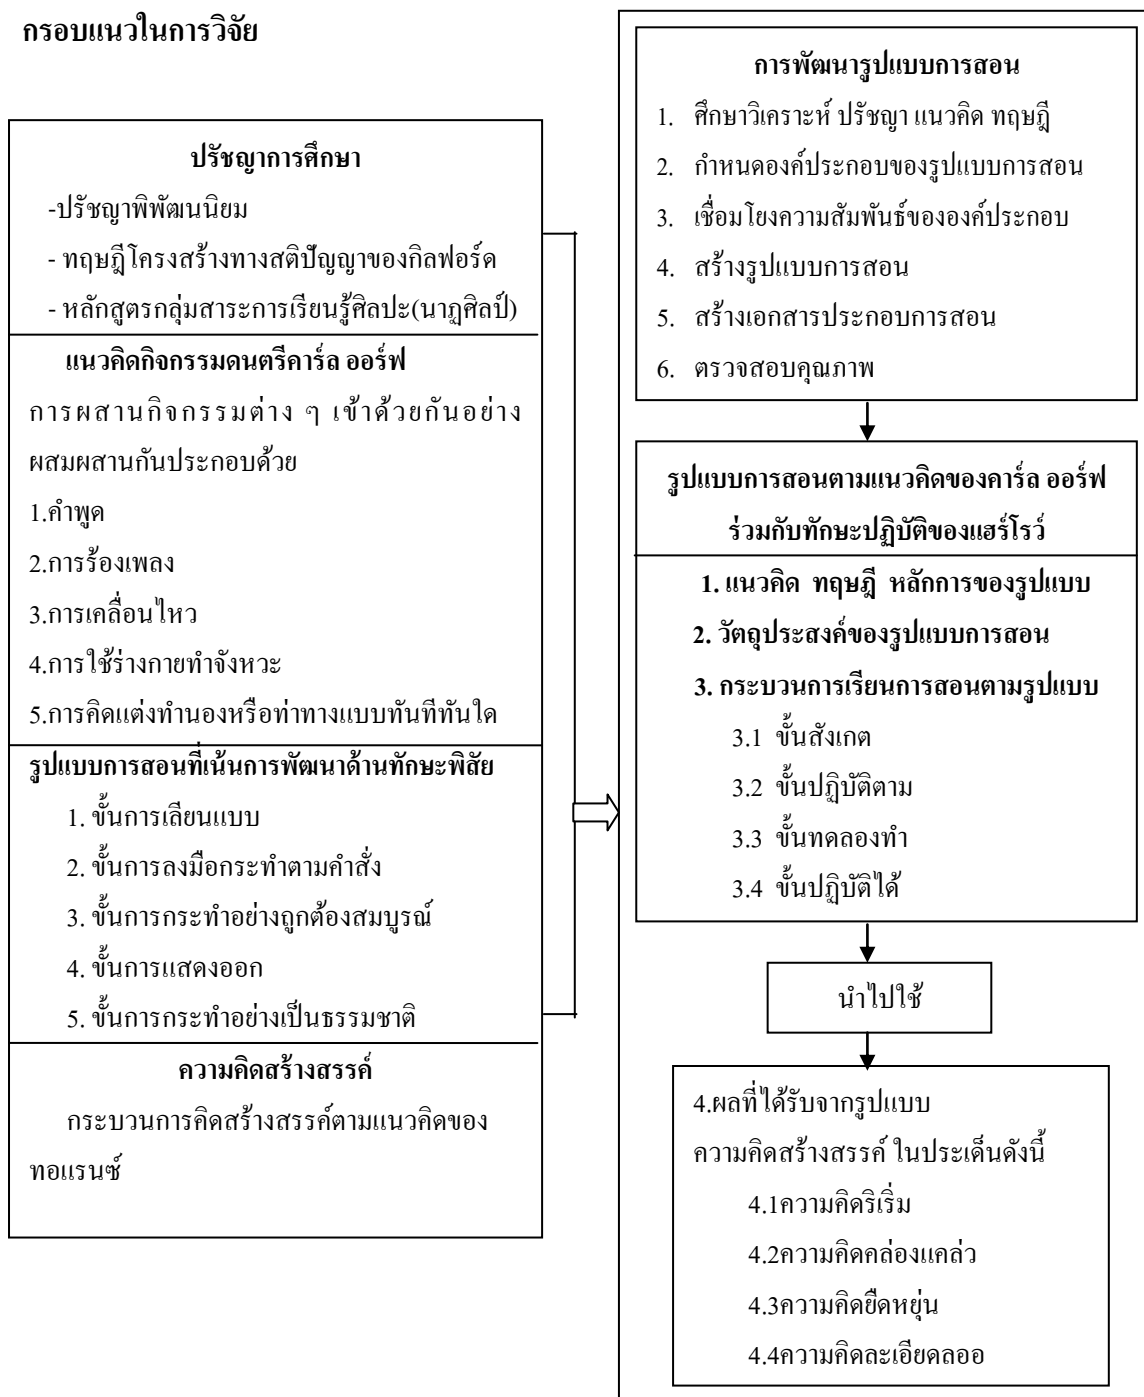 กรอบแนวในการวิจัย
ปรัชญาการศึกษา
-ปรัชญาพิพัฒนนิยม
- ทฤษฎีโครงสร้างทางสติปัญญาของกิลฟอร์ด
- หลักสูตรกลุ่มสาระการเรียนรู้ศิลปะ(นาฏศิลป์)
แนวคิดกิจกรรมดนตรีคาร์ล ออร์ฟ
การผสานกิจกรรมต่าง ๆ เข้าด้วยกันอย่าง
ผสมผสานกันประกอบด้วย
1.คำพูด
2.การร้องเพลง
3.การเคลื่อนไหว
4.การใช้ร่างกายทำจังหวะ
5.การคิดแต่งทำนองหรือท่าทางแบบทันทีทันใด
รูปแบบการสอนที่เน้นการพัฒนาด้านทักษะพิสัย
1. ขั้นการเลียนแบบ
2. ขั้นการลงมือกระทำตามคำสั่ง
3. ขั้นการกระทำอย่างถูกต้องสมบูรณ์
4. ขั้นการแสดงออก
5. ขั้นการกระทำอย่างเป็นธรรมชาติ
ความคิดสร้างสรรค์
กระบวนการคิดสร้างสรรค์ตามแนวคิดของ
ทอแรนซ์
การพัฒนารูปแบบการสอน
1. ศึกษาวิเคราะห์ ปรัชญา แนวคิด ทฤษฎี
2. กำหนดองค์ประกอบของรูปแบบการสอน
3. เชื่อมโยงความสัมพันธ์ขององค์ประกอบ
4. สร้างรูปแบบการสอน
5. สร้างเอกสารประกอบการสอน
6. ตรวจสอบคุณภาพ
รูปแบบการสอนตามแนวคิดของคาร์ล ออร์ฟ
ร่วมกับทักษะปฏิบัติของแฮร์โรว์
1. แนวคิด ทฤษฎี หลักการของรูปแบบ
2. วัตถุประสงค์ของรูปแบบการสอน
3. กระบวนการเรียนการสอนตามรูปแบบ
3.1 ขั้นสังเกต
3.2 ขั้นปฏิบัติตาม
3.3 ขั้นทดลองทำ
3.4 ขั้นปฏิบัติได้
นำไปใช้
4.ผลที่ได้รับจากรูปแบบ
ความคิดสร้างสรรค์ ในประเด็นดังนี้
4.1ความคิดริเริ่ม
4.2ความคิดคล่องแคล่ว
4.3ความคิดยืดหยุ่น
4.4ความคิดละเอียดลออ